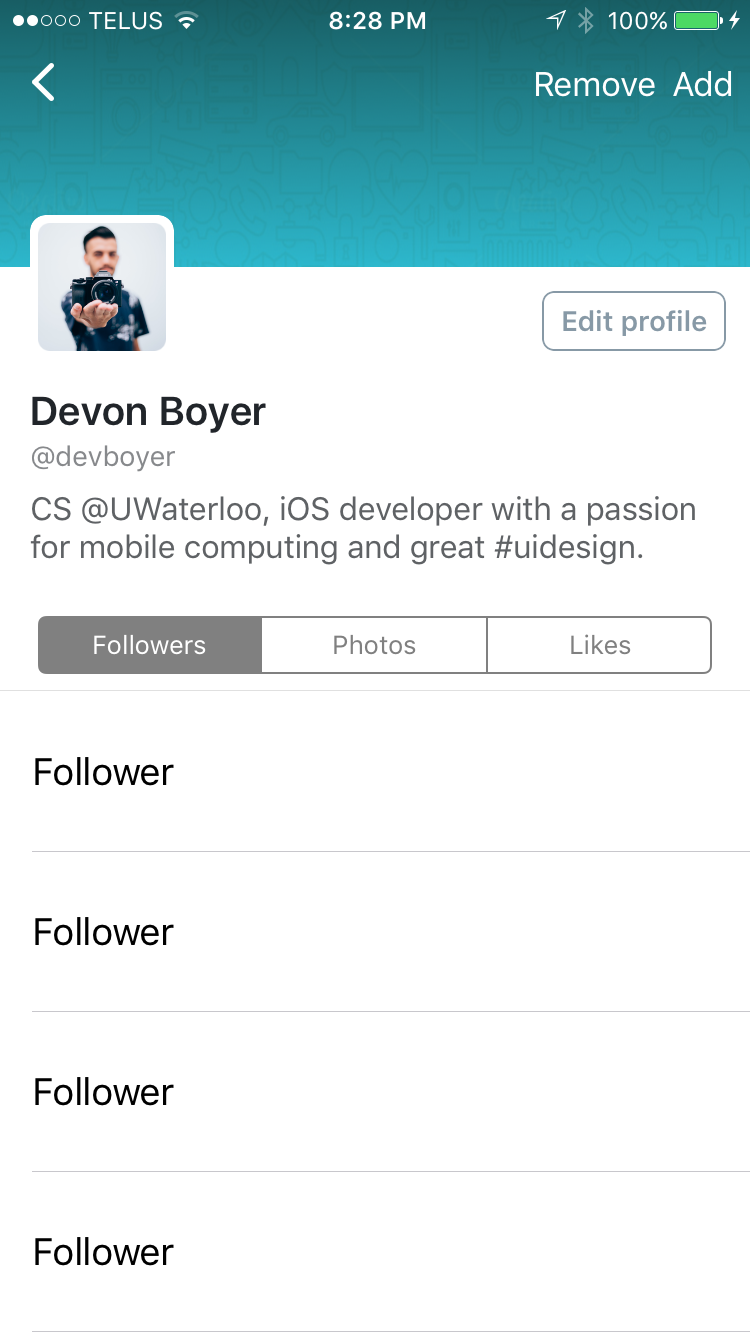 TELUS 8:28 PM 100%
Remove Add
Edit profile
Devon Boyer
@devboyer
CS @UWaterloo, iOS developer with a passion
for mobile computing and great #uidesign.
Followers Photos Likes
Follower
Follower
Follower
Follower